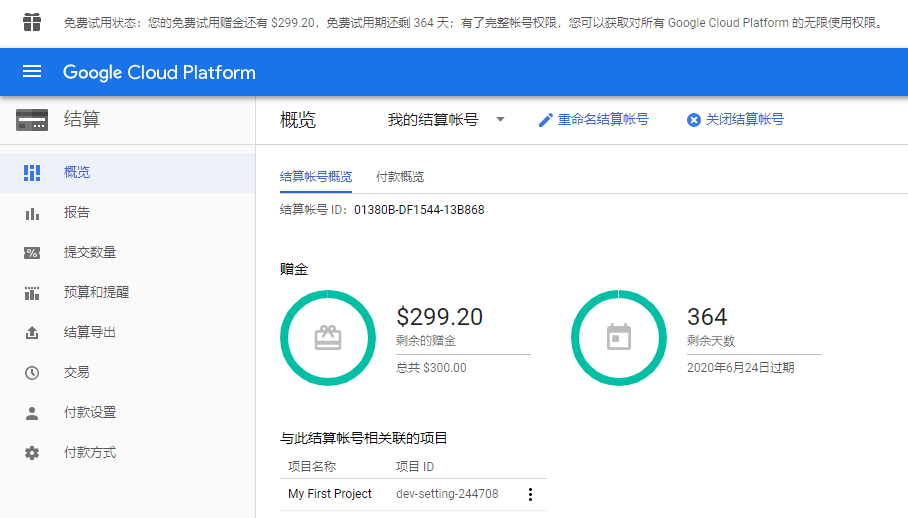 免费试用状态：您的免费试用赠金还有 $299.20，免费试用期还剩 364 天；有了完整帐号权限，您可以获取对所有 Google Cloud Platform 的无限使用权限。
Google Cloud Platform
结算
概览 我的结算帐号 重命名结算帐号 关闭结算帐号
概览
报告
提交数量
预算和提醒
结算导出
交易
付款设置
付款方式
结算帐号概览 付款概览
结算帐号 ID： 01380B-DF1544-13B868
赠金
$299.20
剩余的赠金
总共 $300.00
364
剩余天数
2020年6月24日过期
与此结算帐号相关联的项目
项目名称 项目 ID
My First Project dev-setting-244708